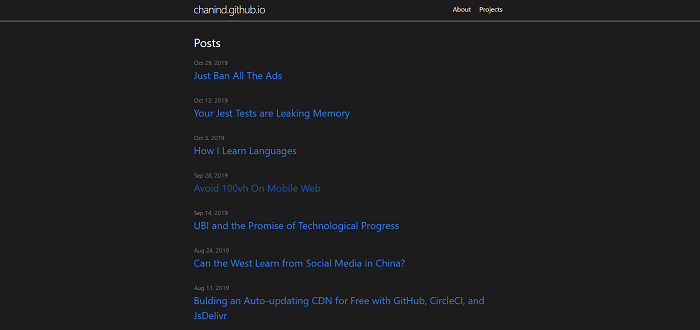 chanind.github.io
About Projects
Posts
Oct 29, 2019
Just Ban All The Ads
Oct 12, 2019
Your Jest Tests are Leaking Memory
Oct 3, 2019
How I Learn Languages
Sep 28, 2019
Avoid 100vh On Mobile Web
Sep 14, 2019
UBI and the Promise of Technological Progress
Aug 24, 2019
Can the West Learn from Social Media in China?
Aug 11, 2019
Bulding an Auto-updating CDN for Free with GitHub, CircleCI, and
JsDelivr